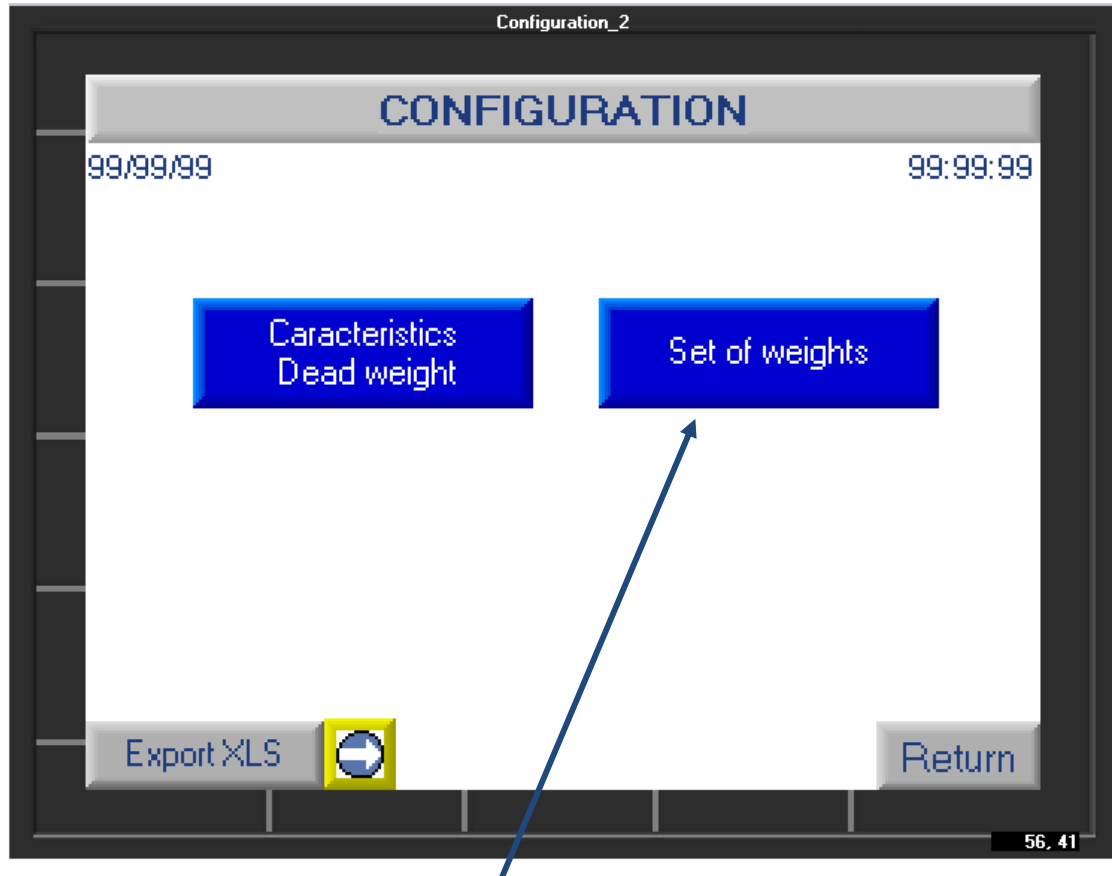 Configuration_2
CONFIGURATION
99/99/99
99:99:99
Caracteristics
Dead weight
Set of weights
Export XLS
Return
56, 41